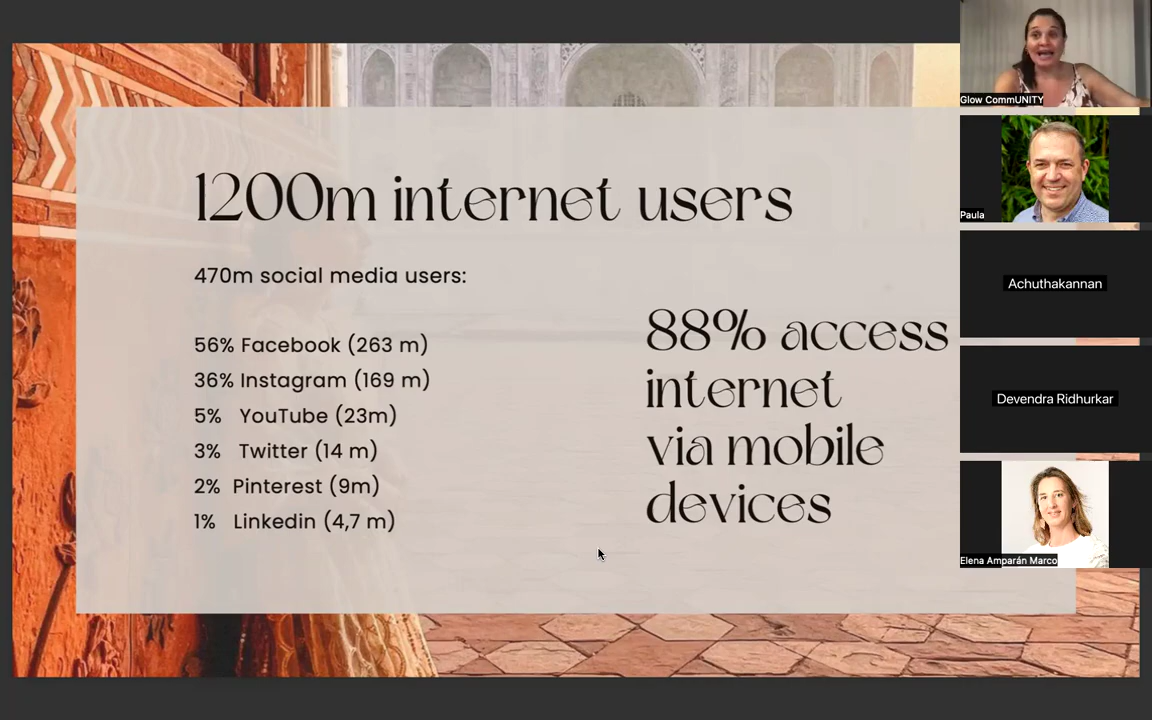 1200m internet users
470m social media users:
56% Facebook (263 m)
36% Instagram (169 m)
5% YouTube (23m)
3% Twitter (14 m)
2% Pinterest (9m)
1% Linkedin (4,7 m)
88% access
internet
via mobile
devices
Glow CommUNITY
Paula
Achuthakannan
Devendra Ridhurkar
Elena Amparán Marco